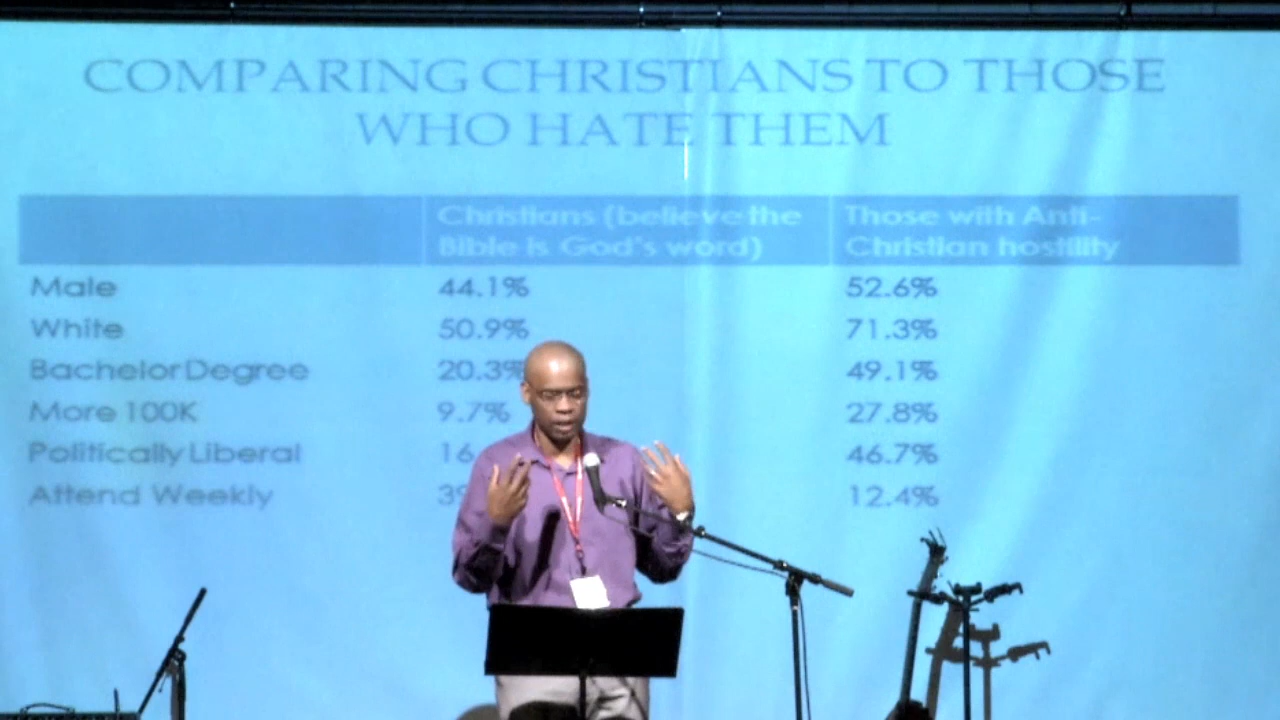 COMPARING CHRISTIANS TO THOSE
WHO HATE THEM
Christians (believe the
Bible is God's word)
Those with Anti-
Christian hostility
Male 44.1% 52.6%
White 50.9% 71.3%
Bachelor Degree 20.3% 49.1%
More 100K 9.7% 27.8%
Politically Liberal 46.7%
Attend Weekly 12.4%